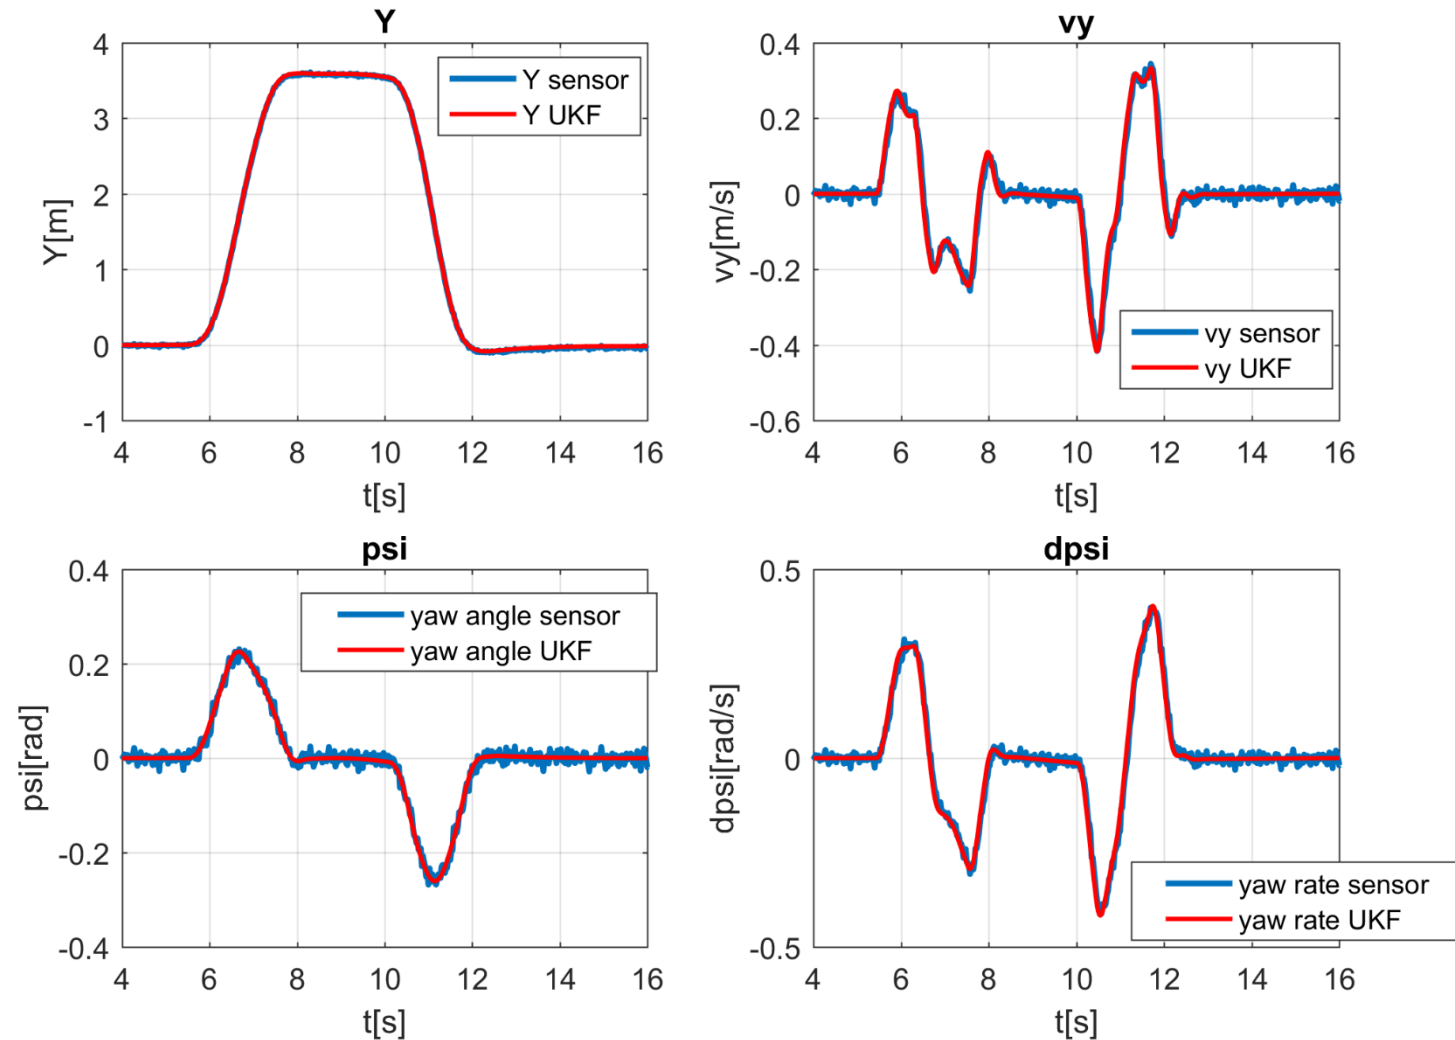 Y
4
3
2
1
0
-1
4 6 8 10 12 14 16
Y[m]
t[s]
Y sensor
Y UKF
vy
0.4
0.2
0
-0.2
-0.4
-0.6
4 6 8 10 12 14 16
vy[m/s]
t[s]
vy sensor
vy UKF
psi
0.4
0.2
0
-0.2
-0.4
4 6 8 10 12 14 16
psi[rad]
t[s]
yaw angle sensor
yaw angle UKF
dpsi
0.5
0
-0.5
4 6 8 10 12 14 16
dpsi[rad/s]
t[s]
yaw rate sensor
yaw rate UKF